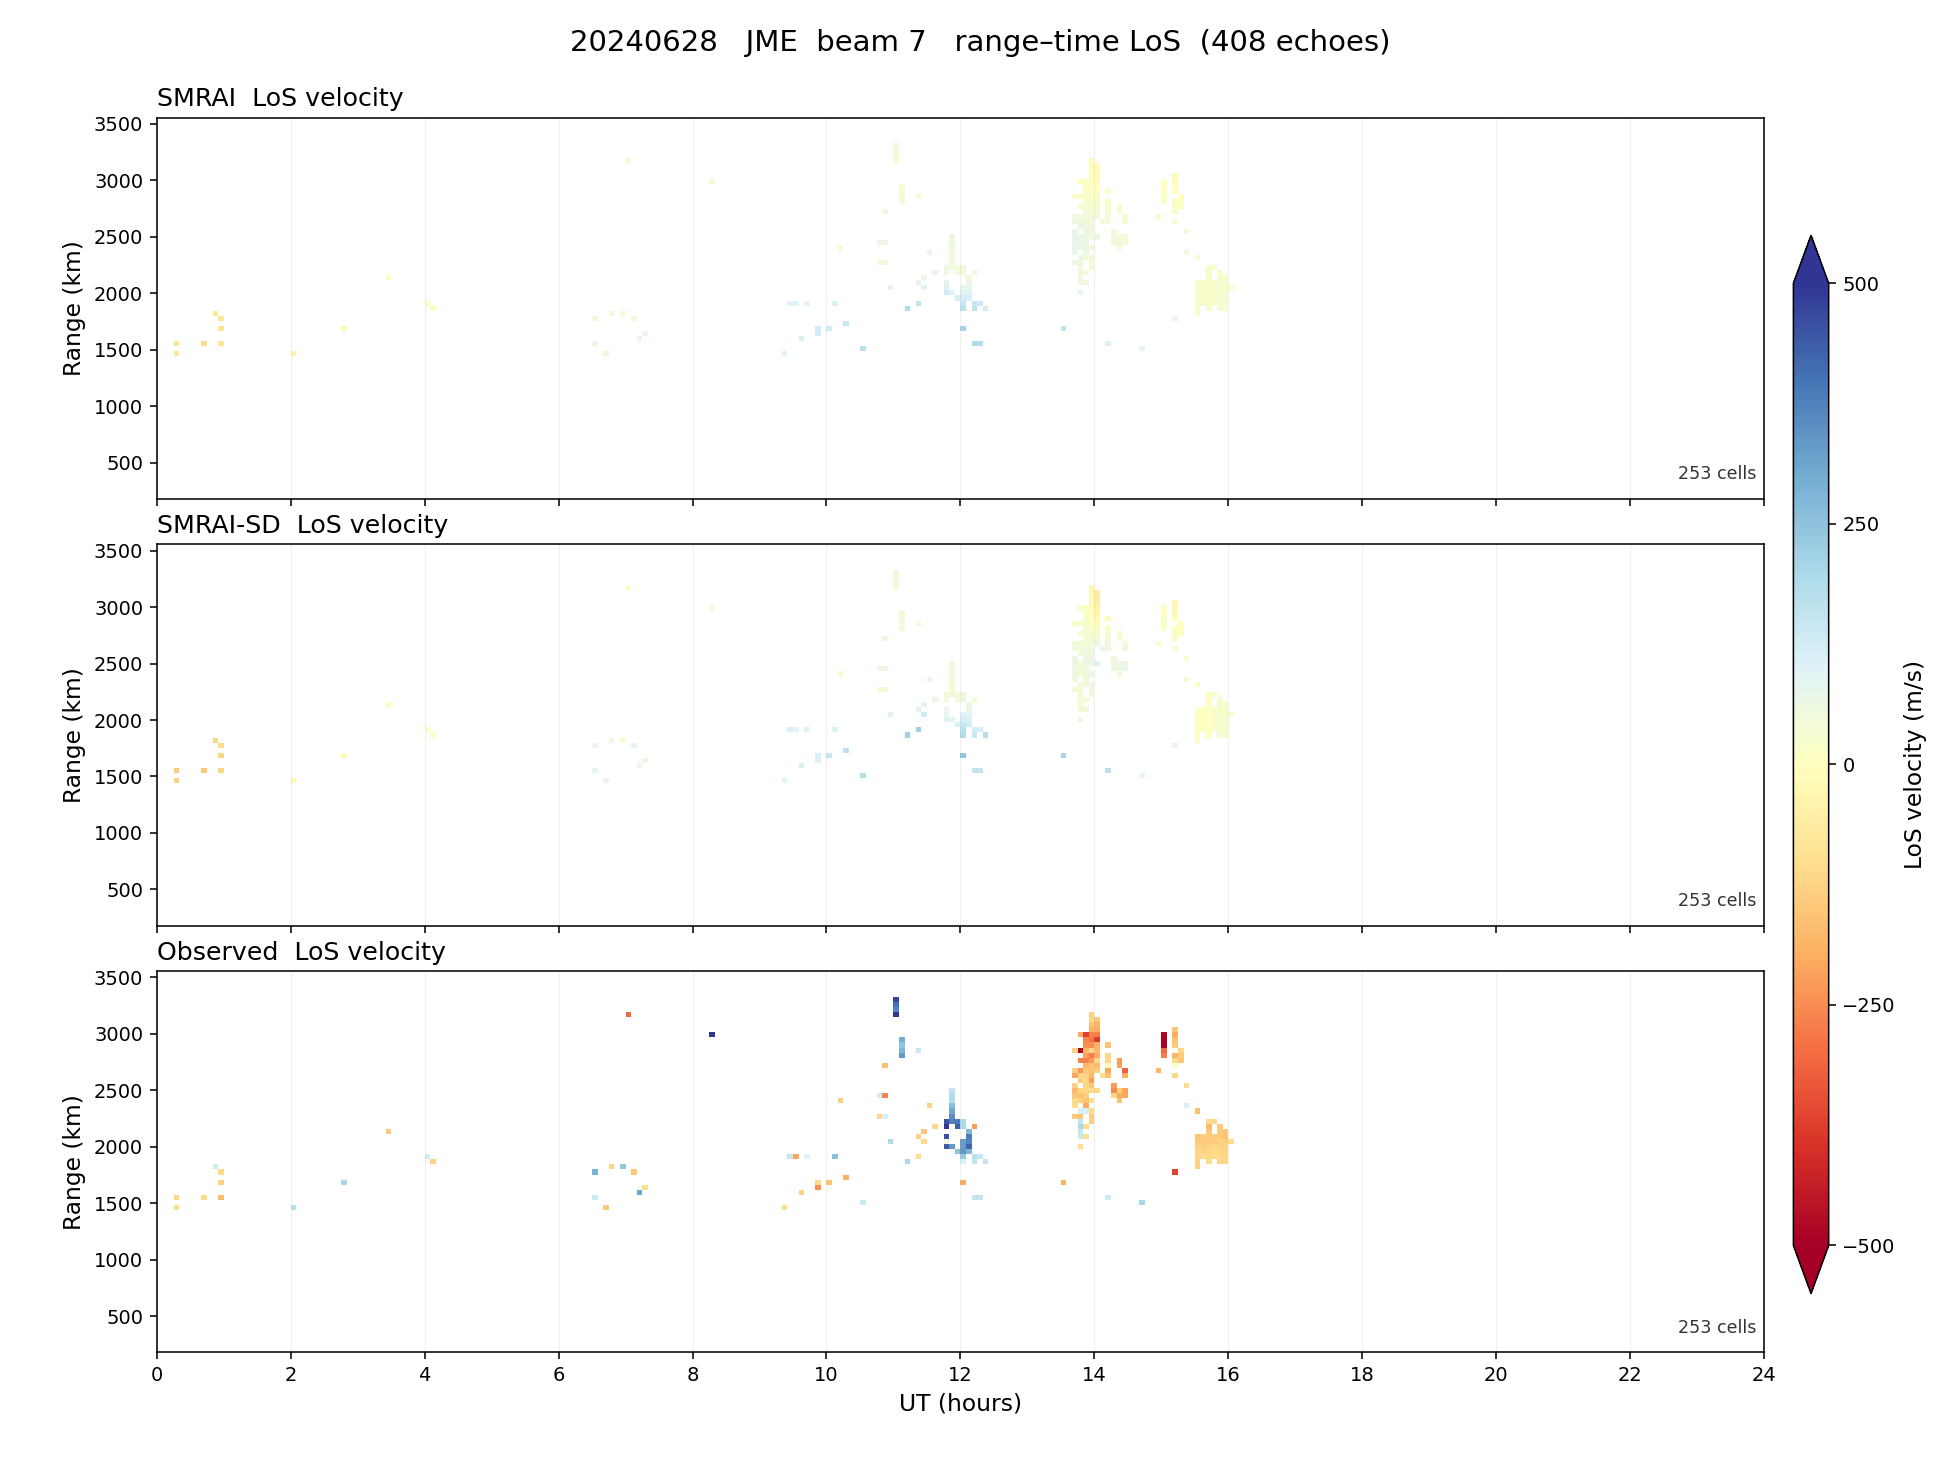 20240628   JME  beam 7   range–time LoS  (408 echoes)
SMRAI  LoS velocity
3500
3000
2500
2000
1500
1000
500
Range (km)
253 cells
SMRAI-SD  LoS velocity
3500
3000
2500
2000
1500
1000
500
Range (km)
253 cells
Observed  LoS velocity
3500
3000
2500
2000
1500
1000
500
Range (km)
253 cells
0 2 4 6 8 10 12 14 16 18 20 22 24
UT (hours)
500
250
0
−250
−500
LoS velocity (m/s)